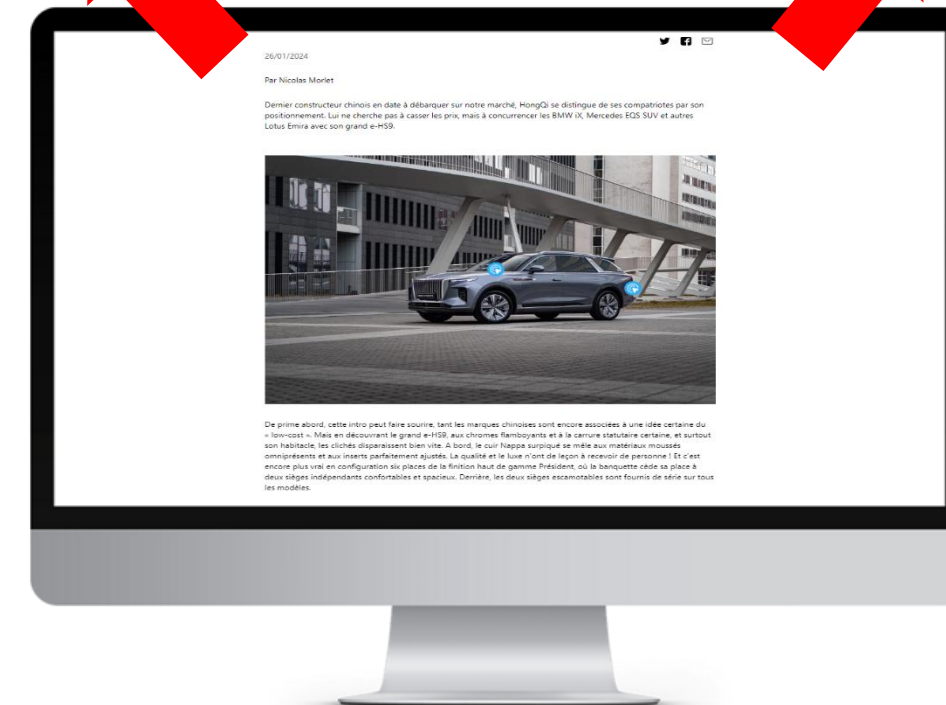 26/01/2024
Par Nicolas Morlet
Dernier constructeur chinois en date à débarquer sur notre marché, HongQi se distingue de ses compatriotes par son
positionnement. Lui ne cherche pas à casser les prix, mais à concurrencer les BMW iX, Mercedes EQS SUV et autres
Lotus Emira avec son grand e-HS9.
De prime abord, cette intro peut faire sourire, tant les marques chinoises sont encore associées à une idée certaine du
« low-cost ». Mais en découvrant le grand e-HS9, aux chromes flamboyants et à la carrure statutaire certaine, et surtout
son habitacle, les clichés disparaissent bien vite. A bord, le cuir Nappa surpiqué se mêle aux matériaux moussés
omniprésents et aux inserts parfaitement ajustés. La qualité et le luxe n'ont de leçon à recevoir de personne ! Et c'est
encore plus vrai en configuration six places de la finition haut de gamme Président, où la banquette cède sa place à
deux sièges indépendants confortables et spacieux. Derrière, les deux sièges escamotables sont fournis de série sur tous
les modèles.